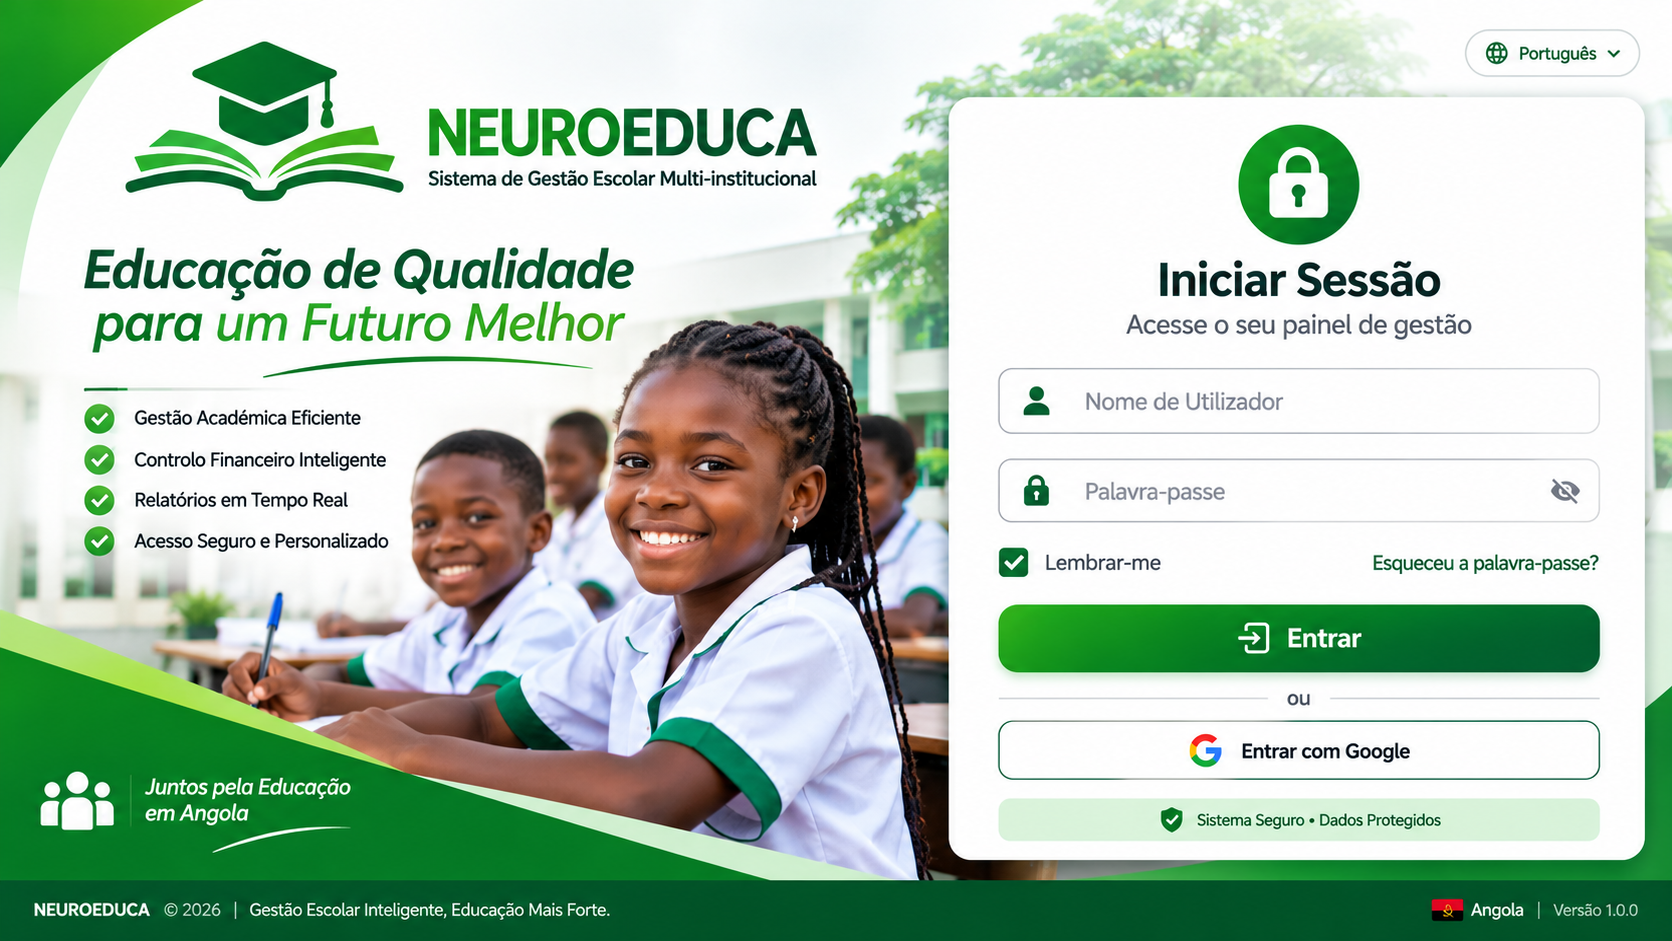 Português
NEUROEDUCA
Sistema de Gestão Escolar Multi-institucional
Educação de Qualidade
para um Futuro Melhor
Gestão Académica Eficiente
Controlo Financeiro Inteligente
Relatórios em Tempo Real
Acesso Seguro e Personalizado
Juntos pela Educação
em Angola
Iniciar Sessão
Acesse o seu painel de gestão
Nome de Utilizador
Palavra-passe
Lembrar-me
Esqueceu a palavra-passe?
Entrar
ou
Entrar com Google
Sistema Seguro • Dados Protegidos
NEUROEDUCA © 2026 | Gestão Escolar Inteligente, Educação Mais Forte.
Angola | Versão 1.0.0